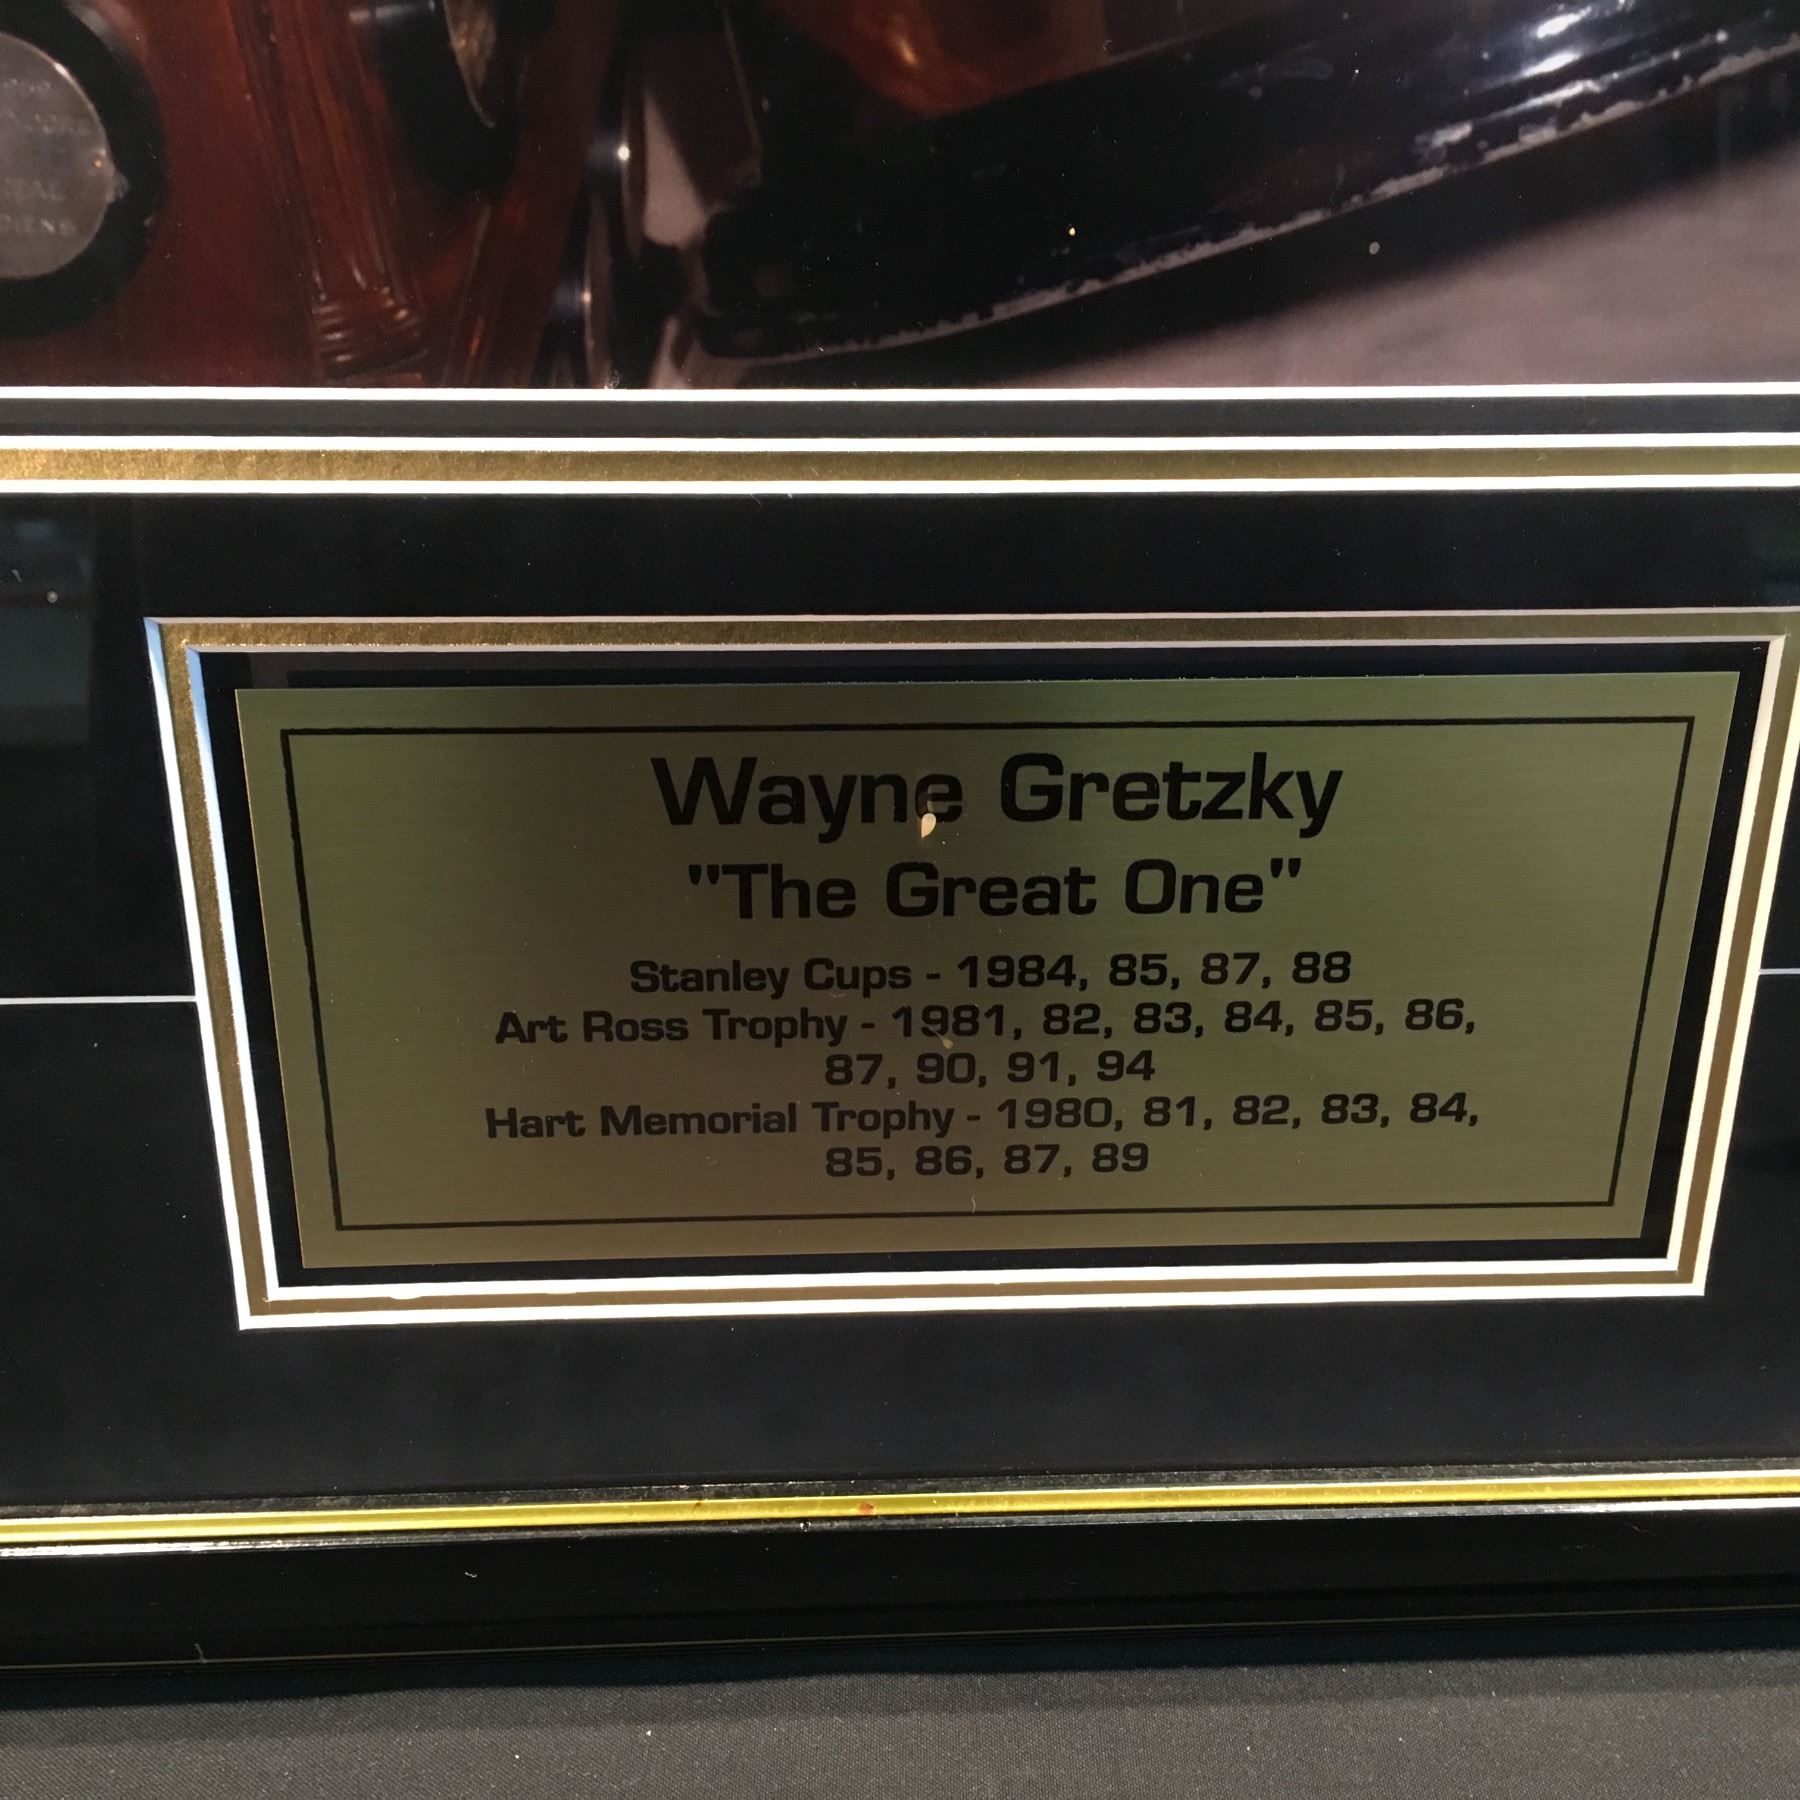 Wayne Gretzky
"The Great One"
Stanley Cups - 1984, 85, 87, 88
Art Ross Trophy - 1981, 82, 83, 84, 85, 86,
87, 90, 91, 94
Hart Memorial Trophy - 1980, 81, 82, 83, 84,
85, 86, 87, 89